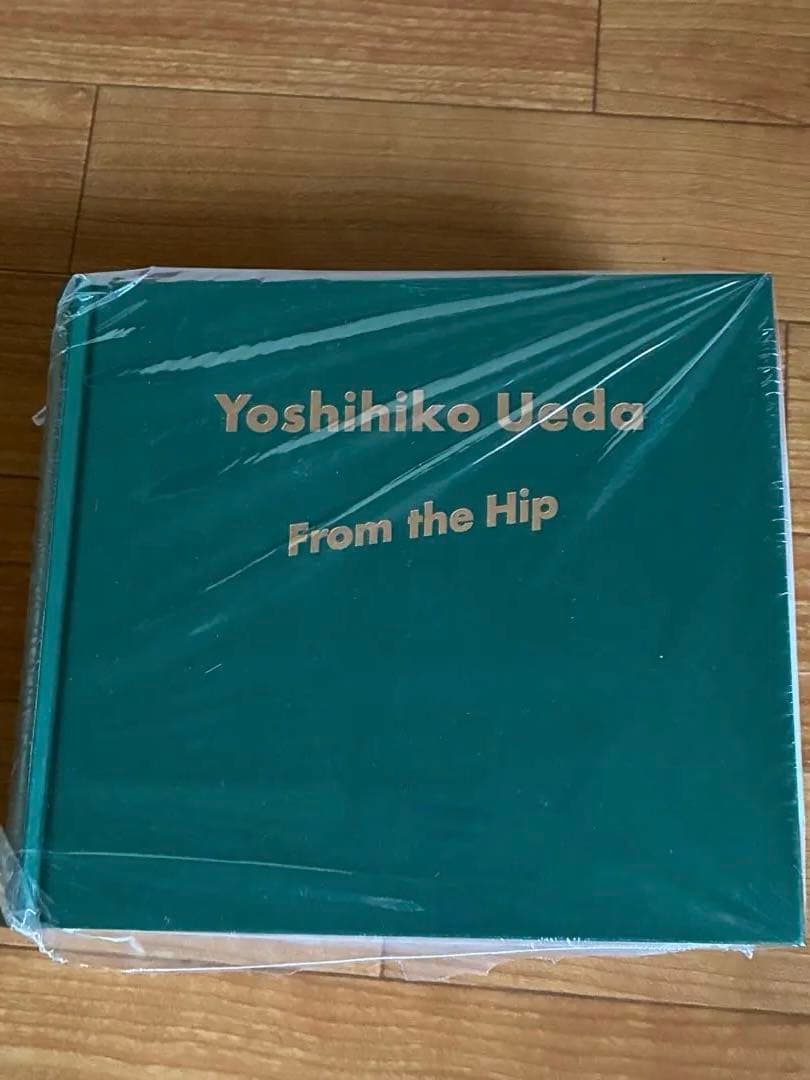 Yoshihiko Ueda
From the Hip